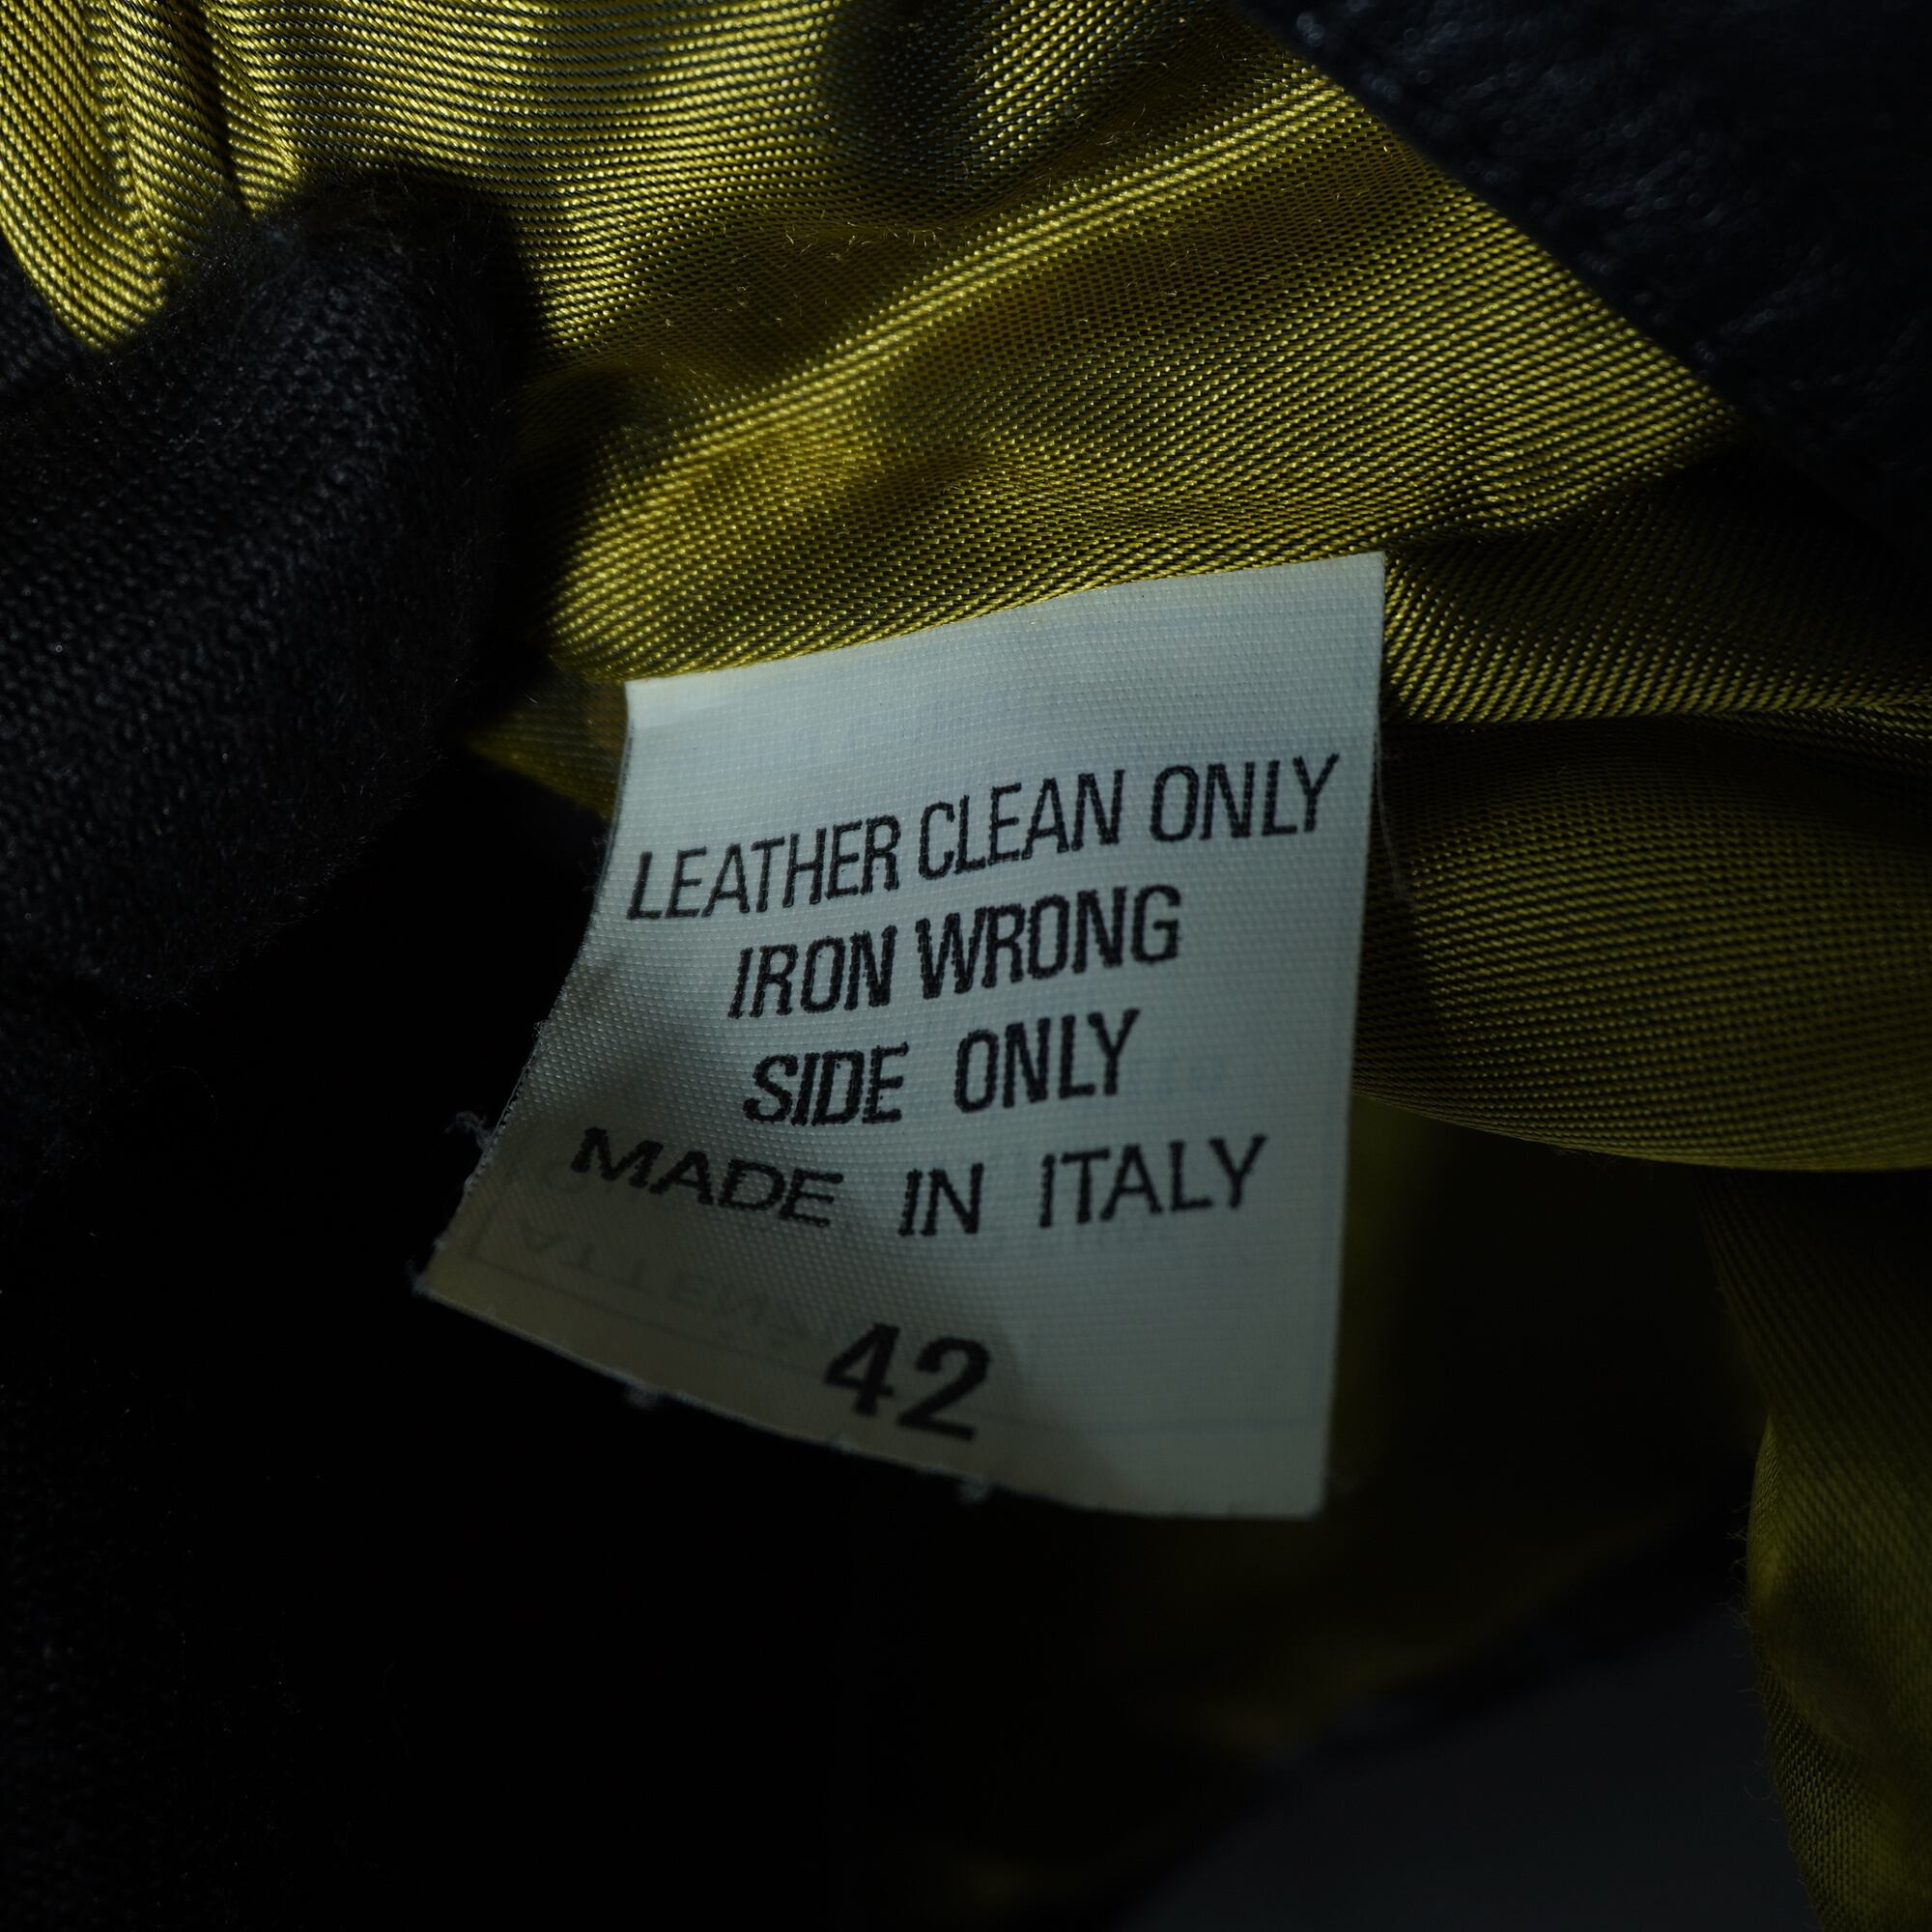 LEATHER CLEAN ONLY
IRON WRONG
SIDE ONLY
MADE IN ITALY
42